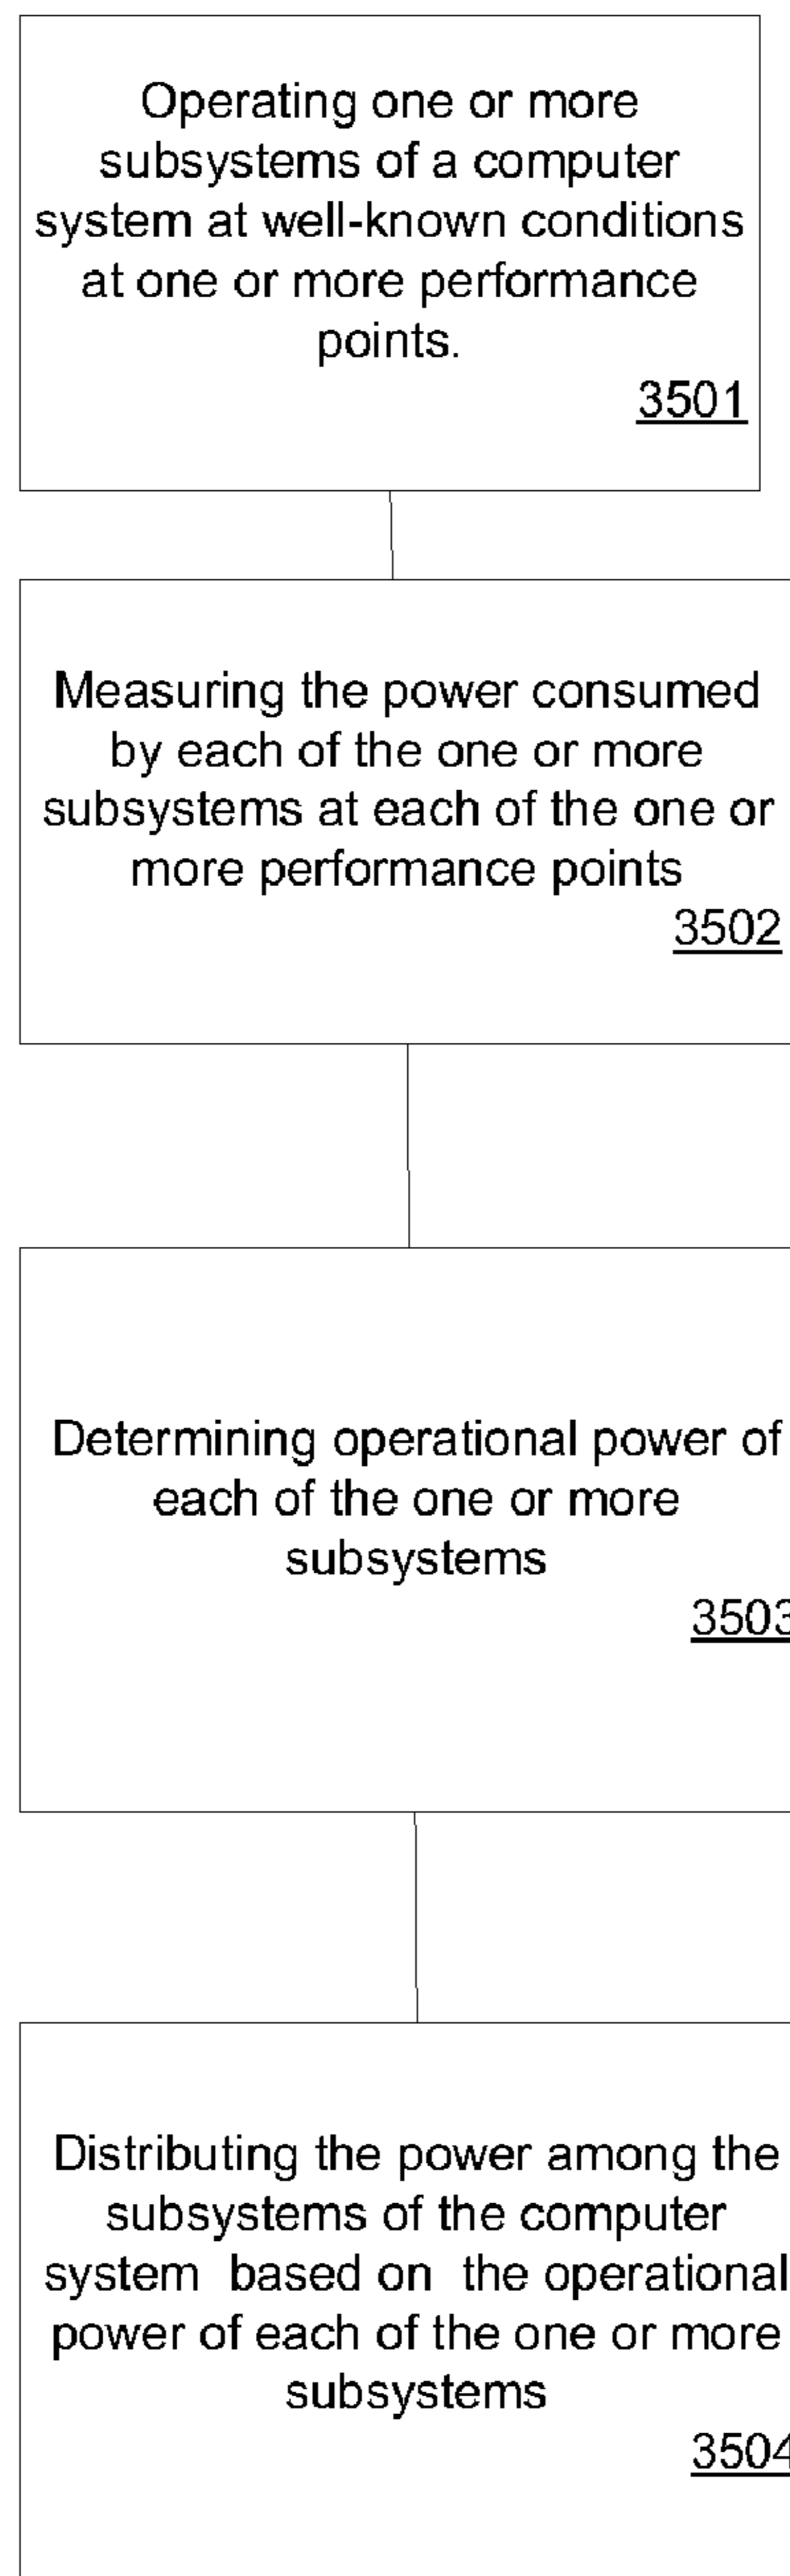 Operating one or more
subsystems of a computer
system at well-known conditions
at one or more performance
points.
3501
Measuring the power consumed
by each of the one or more
subsystems at each of the one or
more performance points
3502
Determining operational power of
each of the one or more
subsystems
3503
Distributing the power among the
subsystems of the computer
system  based on  the operational
power of each of the one or more
subsystems
3504